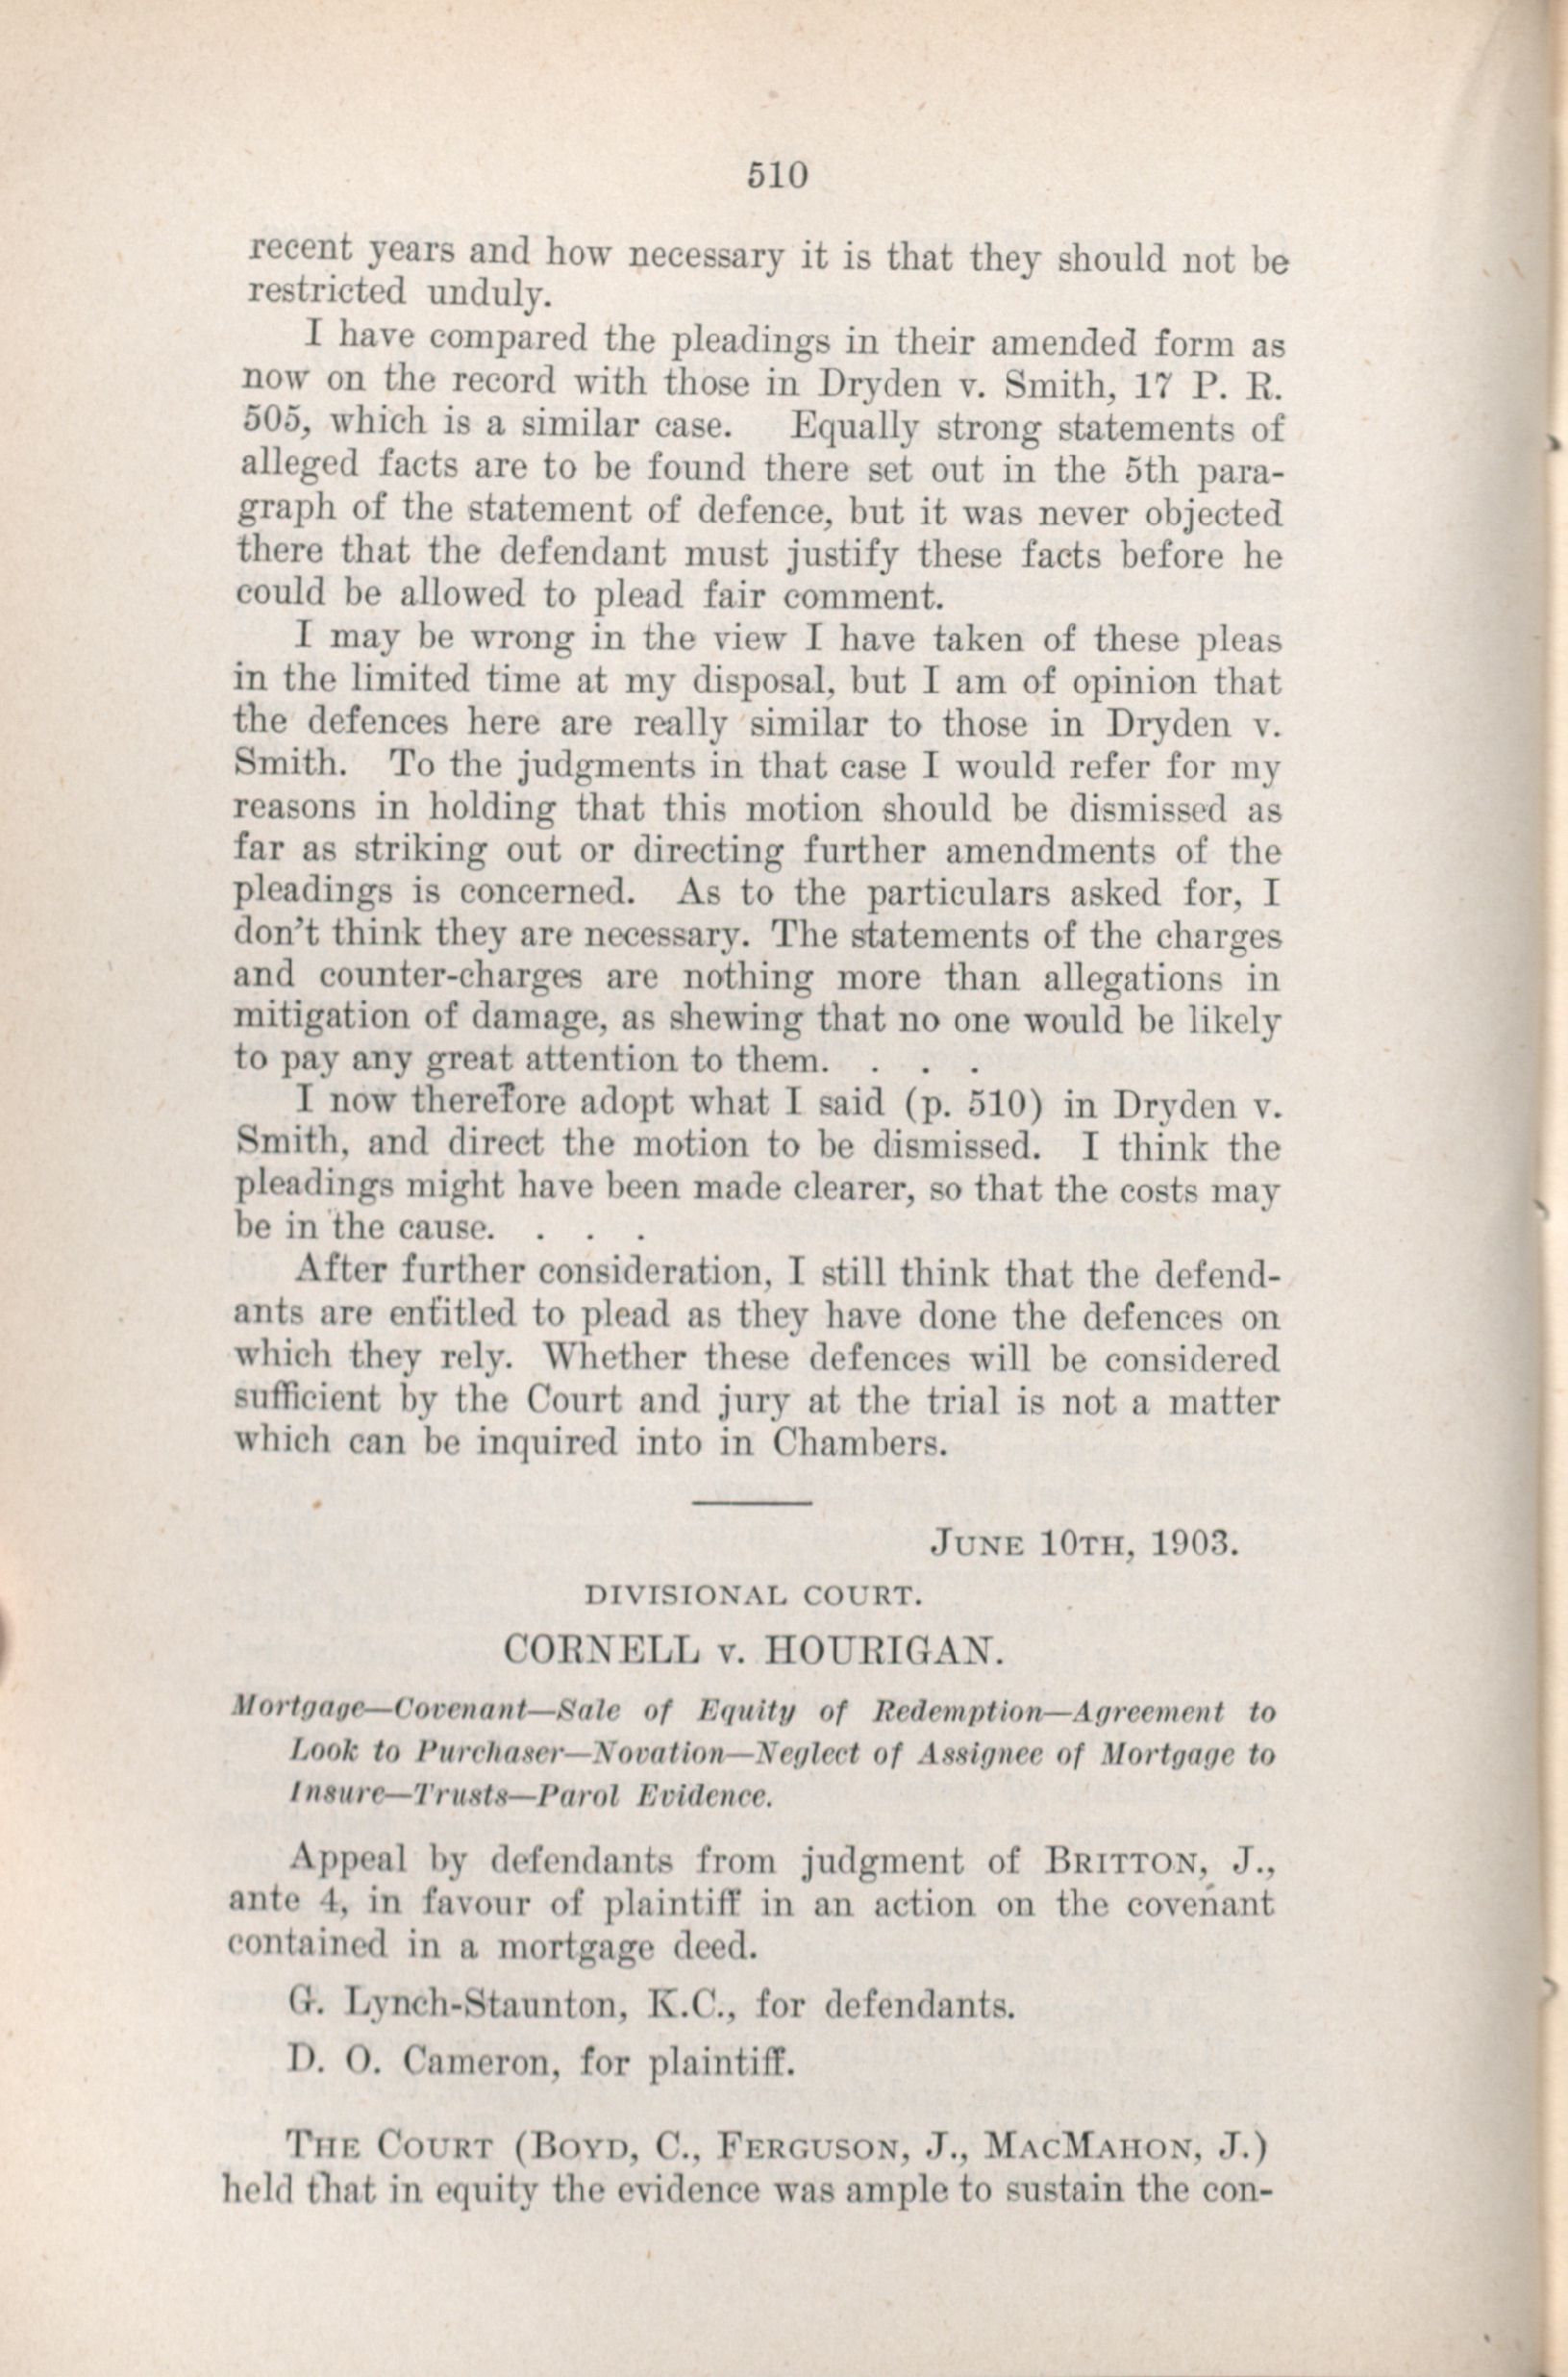 510
recent years and how necessary it is that they should not be
restricted unduly.
I have compared the pleadings in their amended form as
now on the record with those in Dryden v. Smith, 17 P. R.
505, which is a similar case. Equally strong statements of
alleged facts are to be found there set out in the 5th para-
graph of the statement of defence, but it was never objected
there that the defendant must justify these facts before he
could be allowed to plead fair comment.
I may be wrong in the view I have taken of these pleas
in the limited time at my disposal, but I am of opinion that
the defences here are really similar to those in Dryden v.
Smith. To the judgments in that case I would refer for my
reasons in holding that this motion should be dismissed as
far as striking out or directing further amendments of the
pleadings is concerned. As to the particulars asked for, I
don't think they are necessary. The statements of the charges
and counter-charges are nothing more than allegations in
mitigation of damage, as shewing that no one would be likely
to pay any great attention to them. . . .
I now therefore adopt what I said (p. 510) in Dryden v.
Smith, and direct the motion to be dismissed. I think the
pleadings might have been made clearer, so that the costs may
be in the cause. . . .
After further consideration, I still think that the defend-
ants are entitled to plead as they have done the defences on
which they rely. Whether these defences will be considered
sufficient by the Court and jury at the trial is not a matter
which can be inquired into in Chambers.
JUNE 10TH, 1903.
DIVISIONAL COURT.
CORNELL v. HOURIGAN.
Mortgage—Covenant—Sale of Equity of Redemption—Agreement to
Look to Purchaser—Novation—Neglect of Assignee of Mortgage to
Insure—Trusts—Parol Evidence.
Appeal by defendants from judgment of BRITTON, J.,
ante 4, in favour of plaintiff in an action on the covenant
contained in a mortgage deed.
G. Lynch-Staunton, K.C., for defendants.
D. O. Cameron, for plaintiff.
THE COURT (BOYD, C., FERGUSON, J., MACMAHON, J.)
held that in equity the evidence was ample to sustain the con-